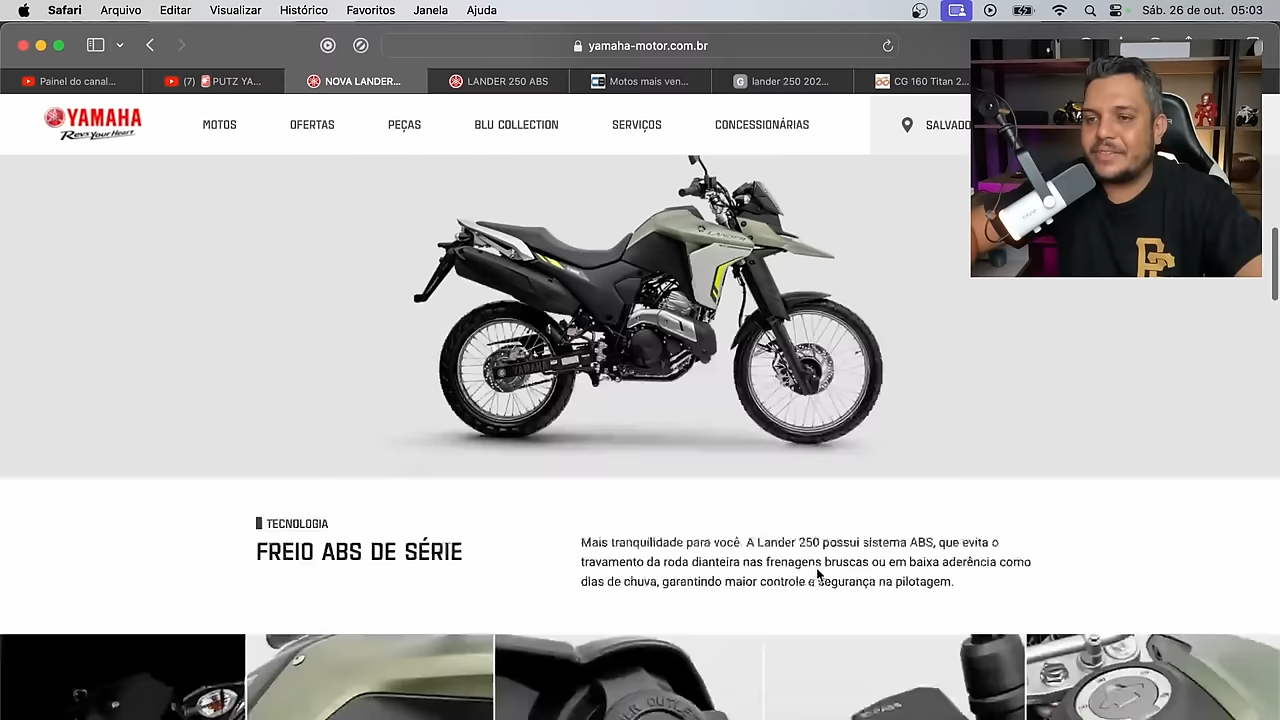 Safari Arquivo Editar Visualizar Histórico Favoritos Janela Ajuda Sáb. 26 de out. 05:03
yamaha-motor.com.br
Painel do canal... (7) PUTZ YA... NOVA LANDER... LANDER 250 ABS Motos mais ven... lander 250 202... CG 160 Titan 2...
YAMAHA
Revs Your Heart
MOTOS OFERTAS PEÇAS BLU COLLECTION SERVIÇOS CONCESSIONÁRIAS SALVADO
LANDER
YAMAHA
TECNOLOGIA
FREIO ABS DE SÉRIE
Mais tranquilidade para você. A Lander 250 possui sistema ABS, que evita o
travamento da roda dianteira nas frenagens bruscas ou em baixa aderência como
dias de chuva, garantindo maior controle e segurança na pilotagem.
OUTLET